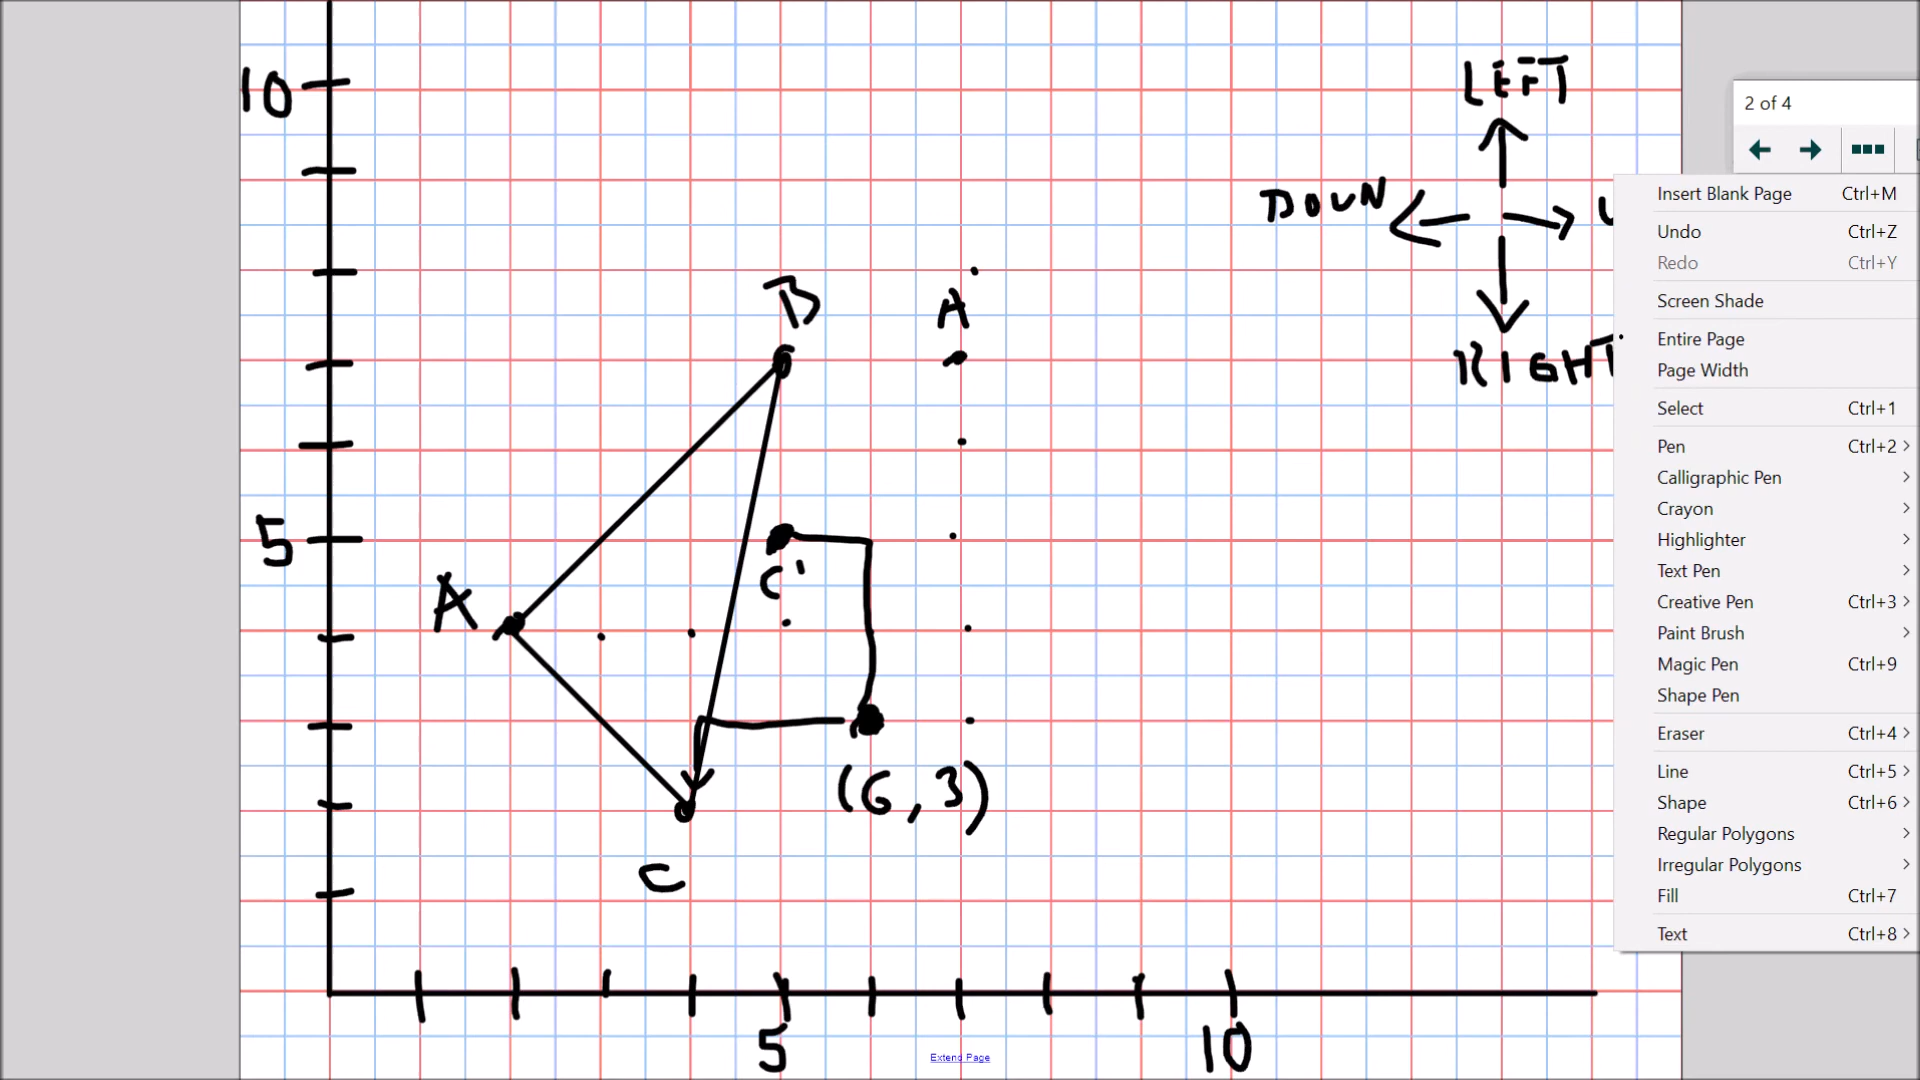 10
LEFT
DOWN
B
A'
RIGHT
5
A
C'
(6,3)
C
5
10
Extend Page
2 of 4
Insert Blank Page Ctrl+M
Undo Ctrl+Z
Redo Ctrl+Y
Screen Shade
Entire Page
Page Width
Select Ctrl+1
Pen Ctrl+2
Calligraphic Pen
Crayon
Highlighter
Text Pen
Creative Pen Ctrl+3
Paint Brush
Magic Pen Ctrl+9
Shape Pen
Eraser Ctrl+4
Line Ctrl+5
Shape Ctrl+6
Regular Polygons
Irregular Polygons
Fill Ctrl+7
Text Ctrl+8